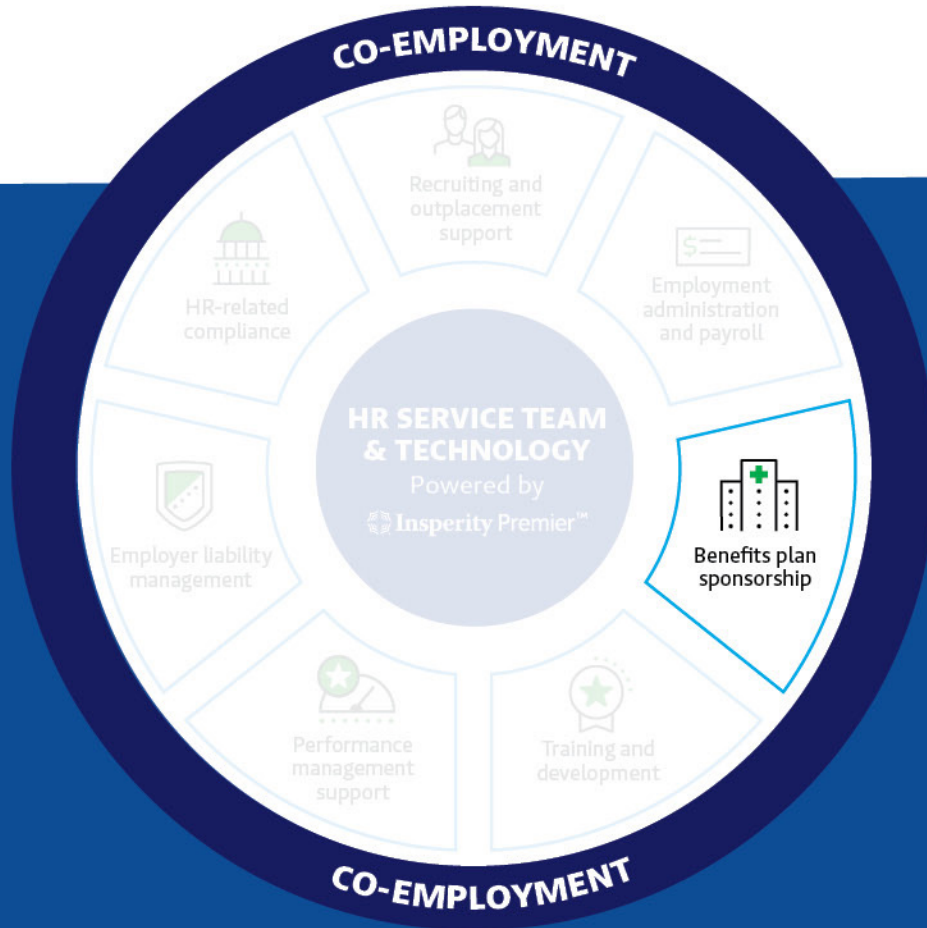 CO-EMPLOYMENT
Recruiting and
outplacement
support
$
Employment
administration
and payroll
Benefits plan
sponsorship
Training and
development
Performance
management
support
Employer liability
management
HR-related
compliance
HR SERVICE TEAM
& TECHNOLOGY
Powered by
Insperity Premier™
CO-EMPLOYMENT